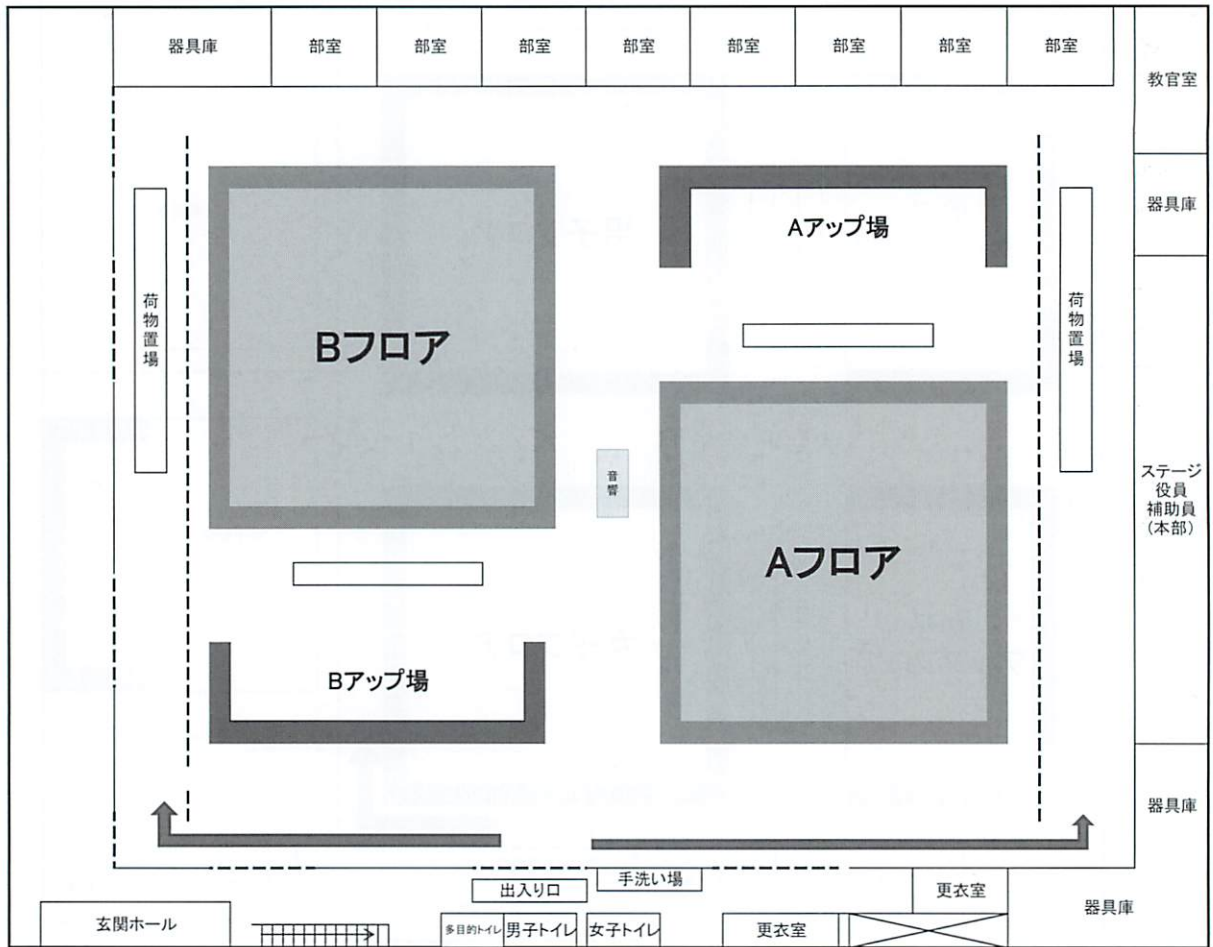 器具庫
部室
部室
部室
部室
部室
部室
部室
部室
教官室
器具庫
Aアップ場
荷物置場
荷物置場
Bフロア
音響
ステージ
役員
補助員
(本部)
Aフロア
Bアップ場
器具庫
出入り口
手洗い場
更衣室
器具庫
玄関ホール
多目的トイレ
男子トイレ
女子トイレ
更衣室